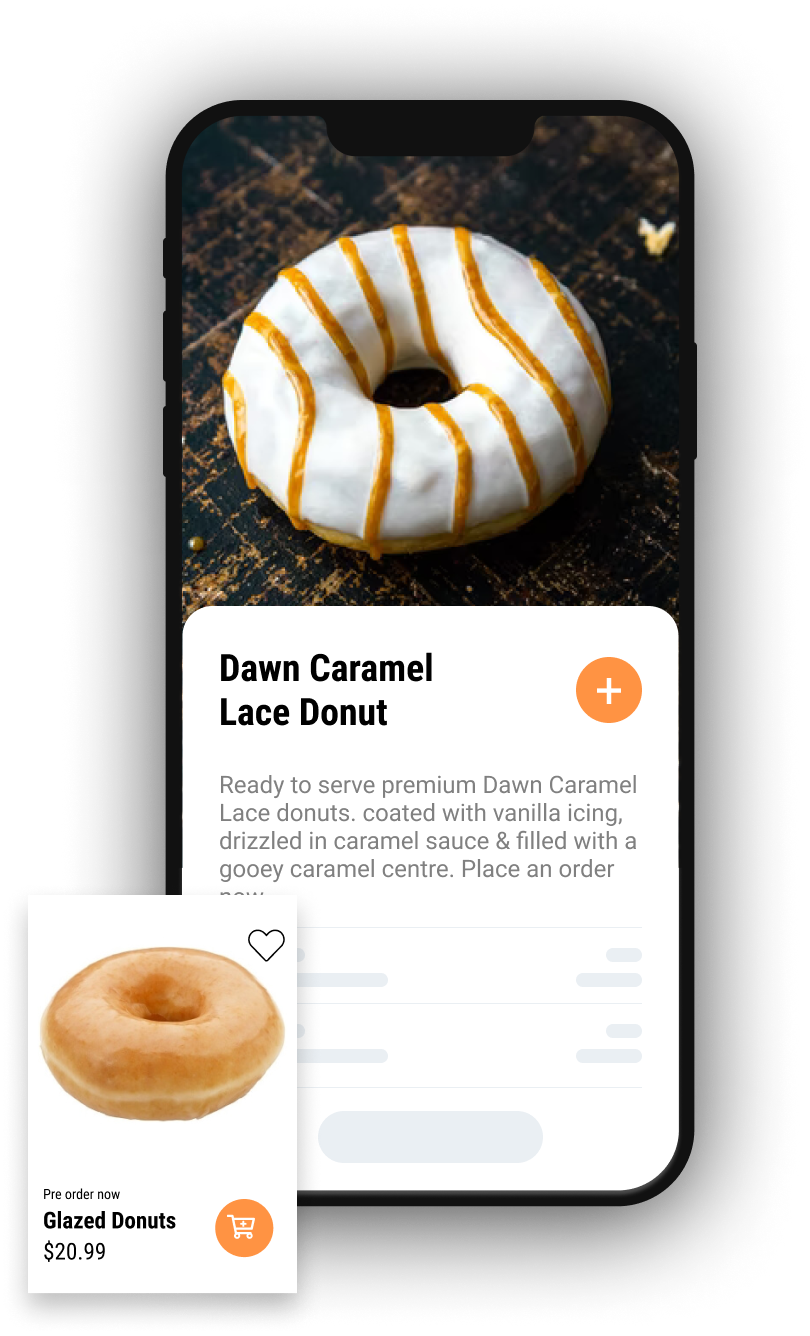 Dawn Caramel
Lace Donut
Ready to serve premium Dawn Caramel
Lace donuts. coated with vanilla icing,
drizzled in caramel sauce & filled with a
gooey caramel centre. Place an order
Pre order now
Glazed Donuts
$20.99